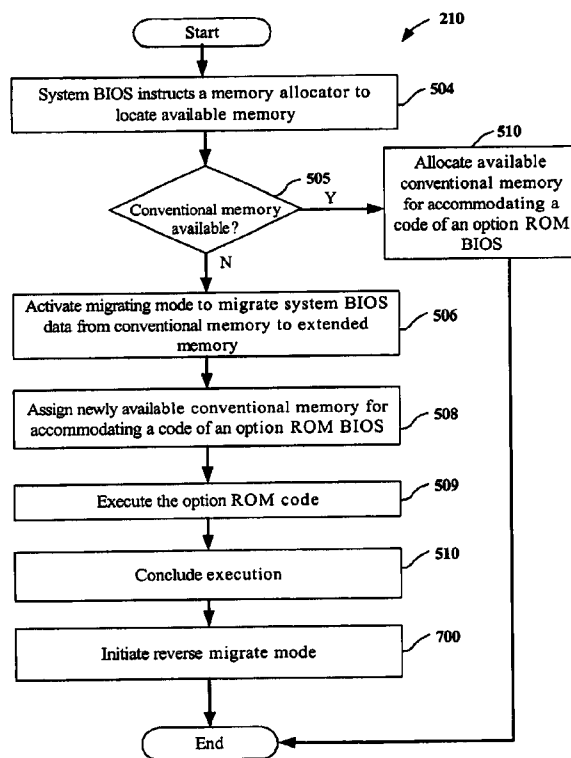 Start
210
System BIOS instructs a memory allocator to
locate available memory
504
510
Allocate available
conventional memory
for accommodating a
code of an option ROM
BIOS
505
Conventional memory
available?
Y
N
Activate migrating mode to migrate system BIOS
data from conventional memory to extended
memory
506
Assign newly available conventional memory for
accommodating a code of an option ROM BIOS
508
Execute the option ROM code
509
Conclude execution
510
Initiate reverse migrate mode
700
End